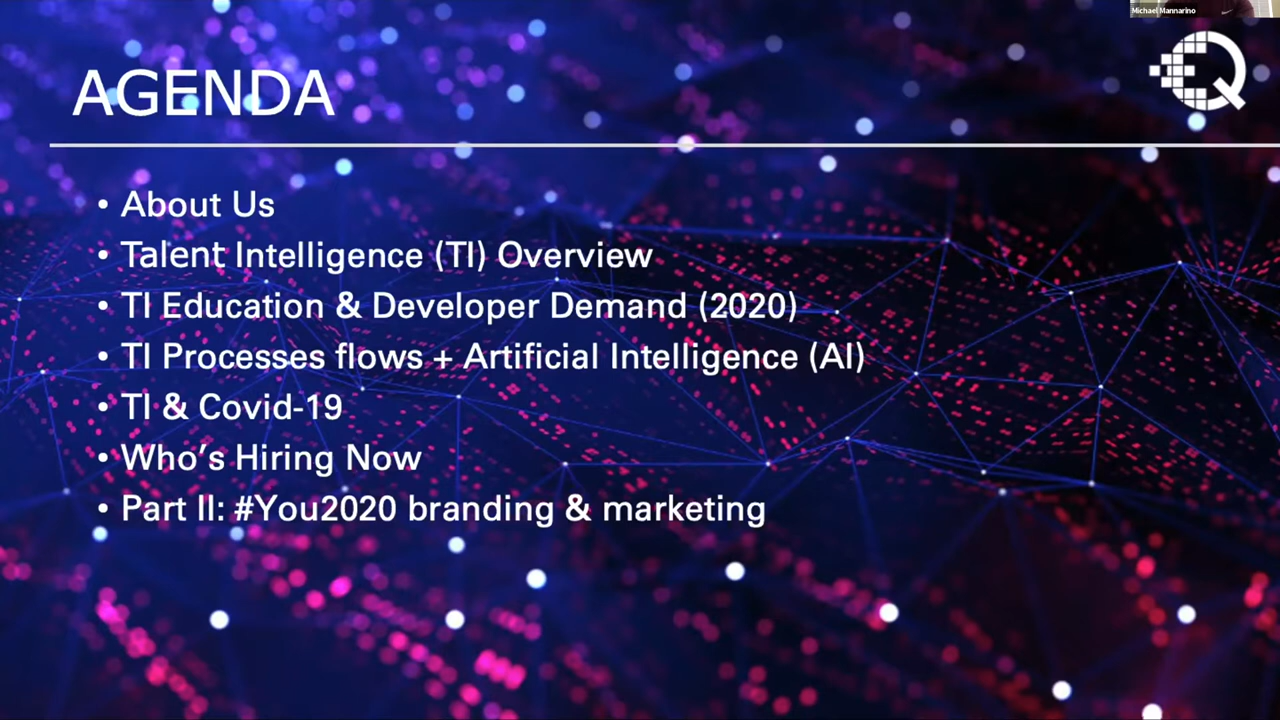 Michael Mannarino
AGENDA
• About Us
• Talent Intelligence (TI) Overview
• TI Education & Developer Demand (2020)
• TI Processes flows + Artificial Intelligence (AI)
• TI & Covid-19
• Who's Hiring Now
• Part II: #You2020 branding & marketing